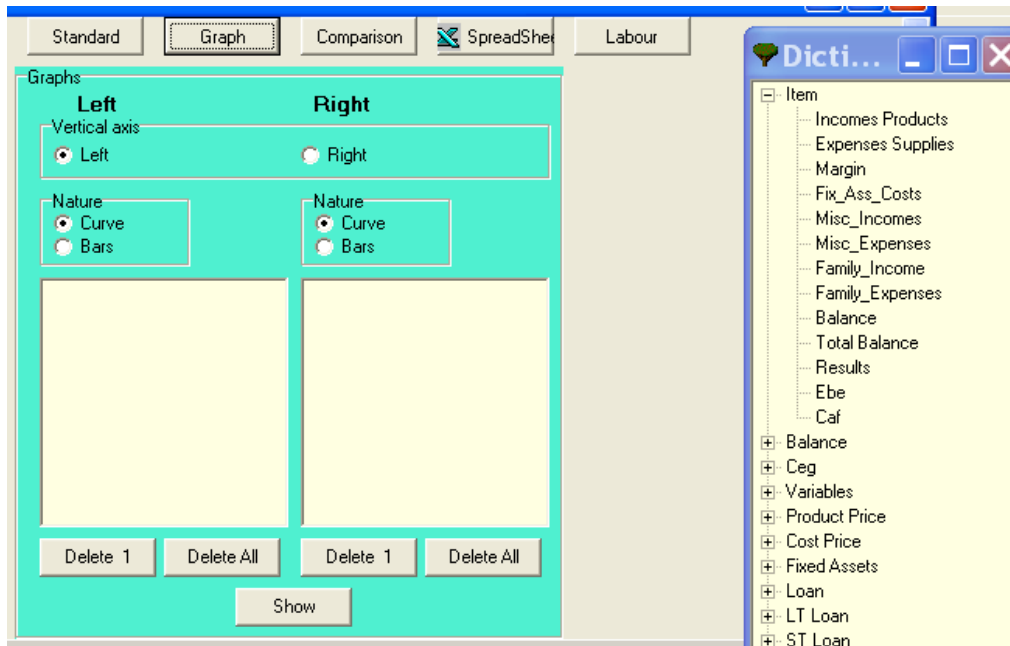 Standard Graph Comparison SpreadShee Labour
Graphs
Left Right
Vertical axis
Left Right
Nature Nature
Curve Curve
Bars Bars
Delete 1 Delete All Delete 1 Delete All
Show
Dicti...
Item
Incomes Products
Expenses Supplies
Margin
Fix_Ass_Costs
Misc_Incomes
Misc_Expenses
Family_Income
Family_Expenses
Balance
Total Balance
Results
Ebe
Caf
Balance
Ceg
Variables
Product Price
Cost Price
Fixed Assets
Loan
LT Loan
ST Loan